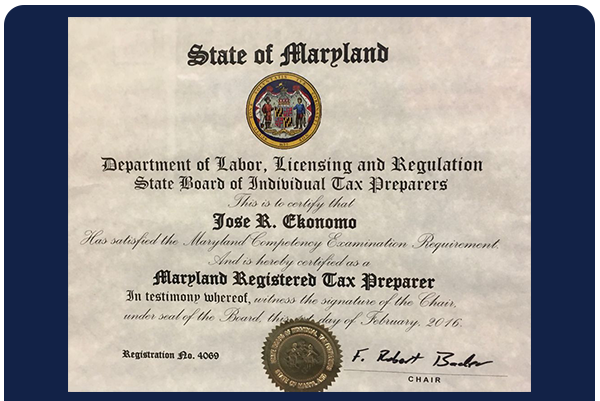 State of Maryland
Department of Labor, Licensing and Regulation
State Board of Individual Tax Preparers
This is to certify that
Jose R. Ekonomo
Has satisfied the Maryland Competency Examination Requirement.
And is hereby certified as a
Maryland Registered Tax Preparer
In testimony whereof, witness the signature of the Chair,
under seal of the Board, this day of February, 2016.
Registration No. 4069
F. Robert
CHAIR